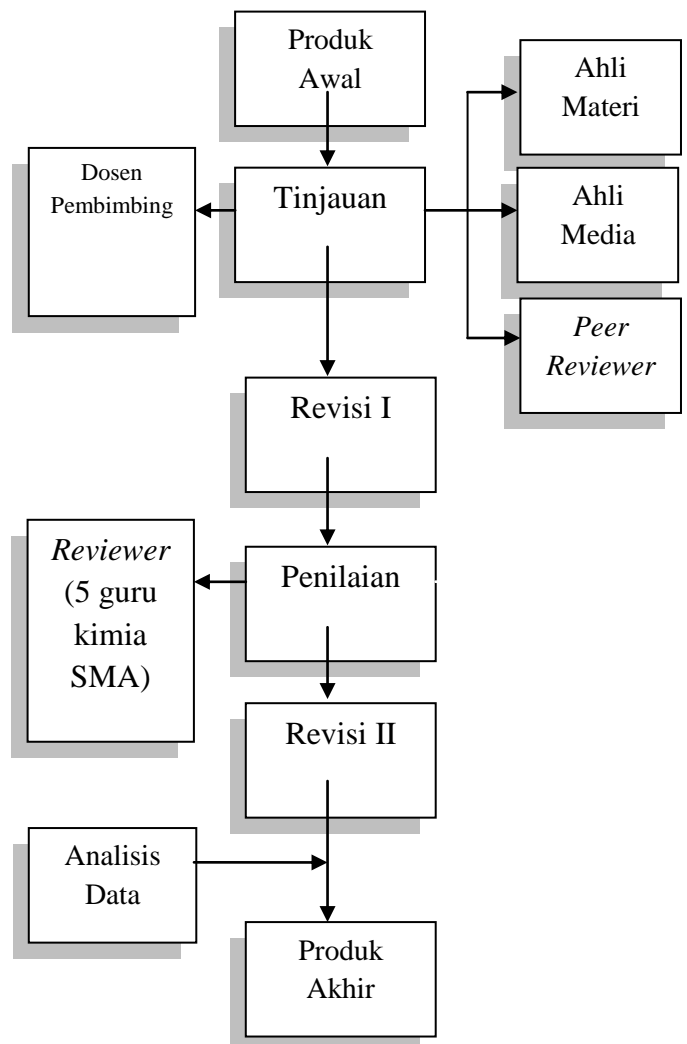 Produk
Awal
Ahli
Materi
Dosen
Pembimbing
Tinjauan
Ahli
Media
Peer
Reviewer
Revisi I
Reviewer
(5 guru
kimia
SMA)
Penilaian
Revisi II
Analisis
Data
Produk
Akhir